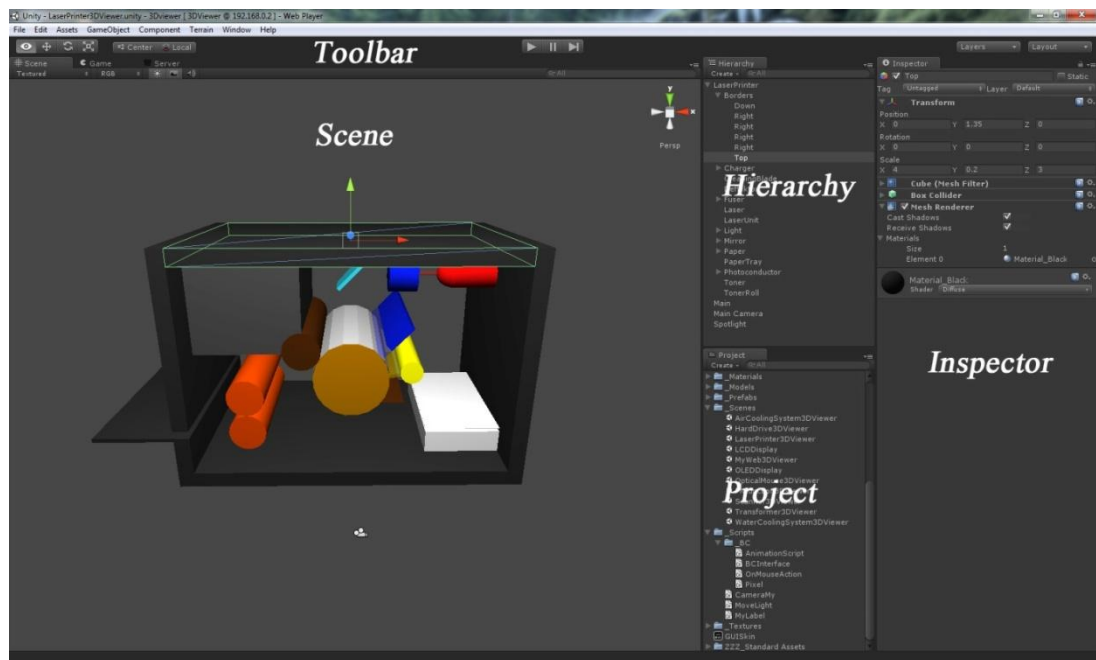 Unity - LaserPrinter3DViewer.unity - 3Dviewer [ 3DViewer @ 192.168.0.2 ] - Web Player
File Edit Assets GameObject Component Terrain Window Help
Center Local
Toolbar
Layers
Layout
Scene Game Server
Textured RGB
All
y
x
Persp
Scene
Hierarchy
Create All
LaserPrinter
Borders
Down
Right
Right
Right
Right
Top
Charger
Hierarchy
Fuser
Laser
LaserUnit
Light
Mirror
Paper
PaperTray
Photoconductor
Toner
TonerRoll
Main
Main Camera
Spotlight
Project
Create All
_Materials
_Models
_Prefabs
_Scenes
AirCoolingSystem3DViewer
HardDrive3DViewer
LaserPrinter3DViewer
LCDDisplay
MyWeb3DViewer
OLEDDisplay
OpticalMouse3DViewer
Project
Transformer3DViewer
WaterCoolingSystem3DViewer
_Scripts
_BC
AnimationScript
BCInterface
OnMouseAction
Pixel
CameraMy
MoveLight
MyLabel
_Textures
GUISkin
ZZZ_Standard Assets
Inspector
Top Static
Tag Untagged Layer Default
Transform
Position
X 0 Y 1.35 Z 0
Rotation
X 0 Y 0 Z 0
Scale
X 4 Y 0.2 Z 3
Cube (Mesh Filter)
Box Collider
Mesh Renderer
Cast Shadows
Receive Shadows
Materials
Size 1
Element 0 Material_Black
Material_Black
Shader Diffuse
Inspector